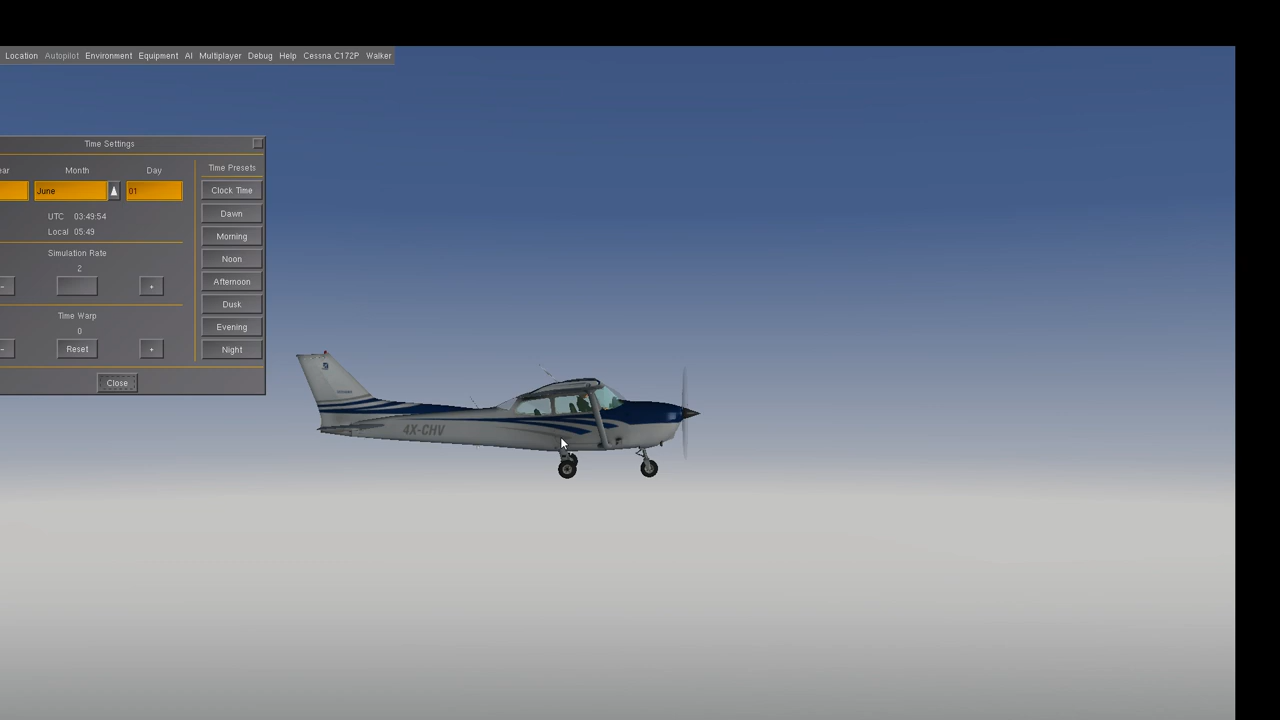 Location Autopilot Environment Equipment AI Multiplayer Debug Help Cessna C172P Walker
Time Settings
ear Month Day
June 01
UTC 03:49:54
Local 05:49
Simulation Rate
2
- +
Time Warp
0
- Reset +
Time Presets
Clock Time
Dawn
Morning
Noon
Afternoon
Dusk
Evening
Night
Close
4X-CHV